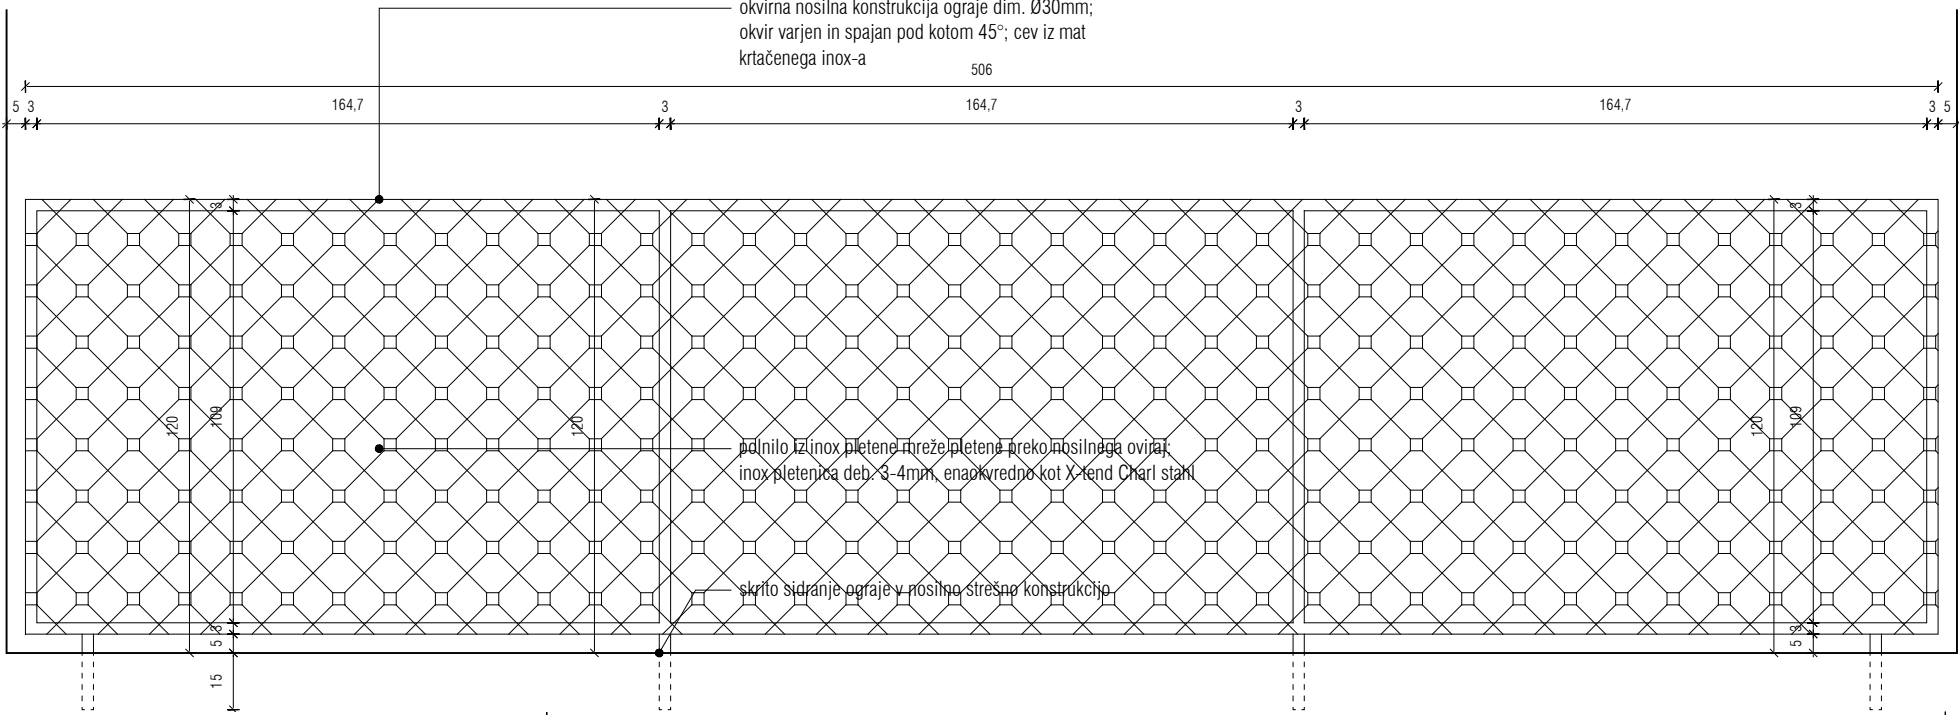 okvirna nosilna konstrukcija ograje dim. Ø30mm;
okvir varjen in spajan pod kotom 45°; cev iz mat
krtačenega inox-a
506
5 3 164,7 3 164,7 3 164,7 3 5
3 3
120 109 120 120 109
polnilo iz inox pletene mreže pletene preko nosilnega oviraj;
inox pletenica deb. 3-4mm, enaokvredno kot X-tend Charl stahl
skrito sidranje ograje v nosilno strešno konstrukcijo
3 3
5 5
15